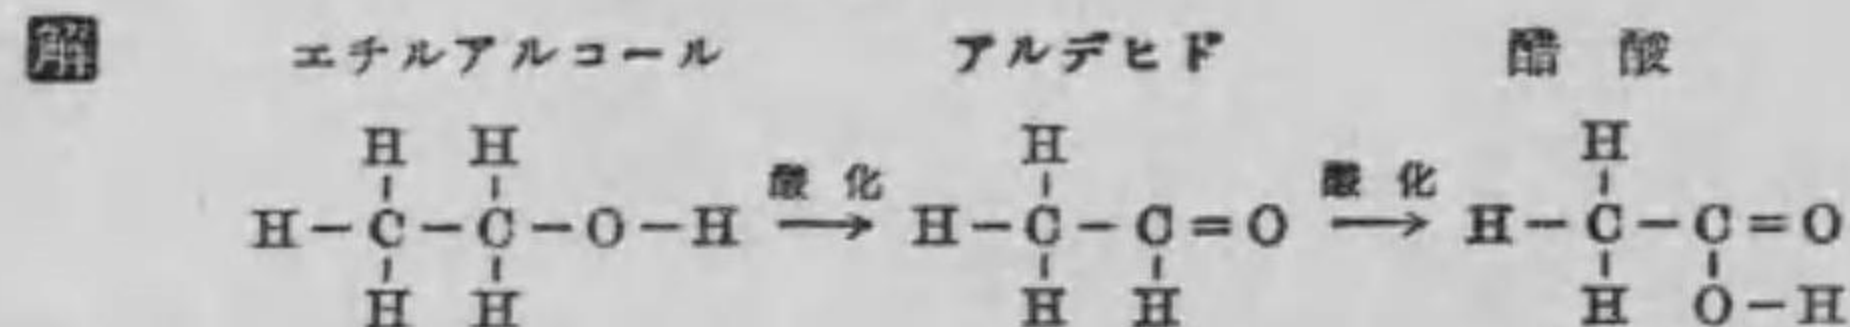 解 エチルアルコール アルデヒド 醋酸
H H H H
H-C-C-O-H 酸化→ H-C-C=O 酸化→ H-C-C=O
H H H H H O-H